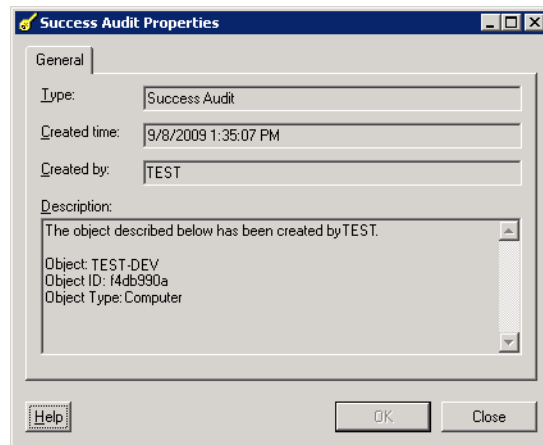 Success Audit Properties
General
Type: Success Audit
Created time: 9/8/2009 1:35:07 PM
Created by: TEST
Description:
The object described below has been created by TEST.
Object: TEST-DEV
Object ID: f4db990a
Object Type: Computer
Help OK Close